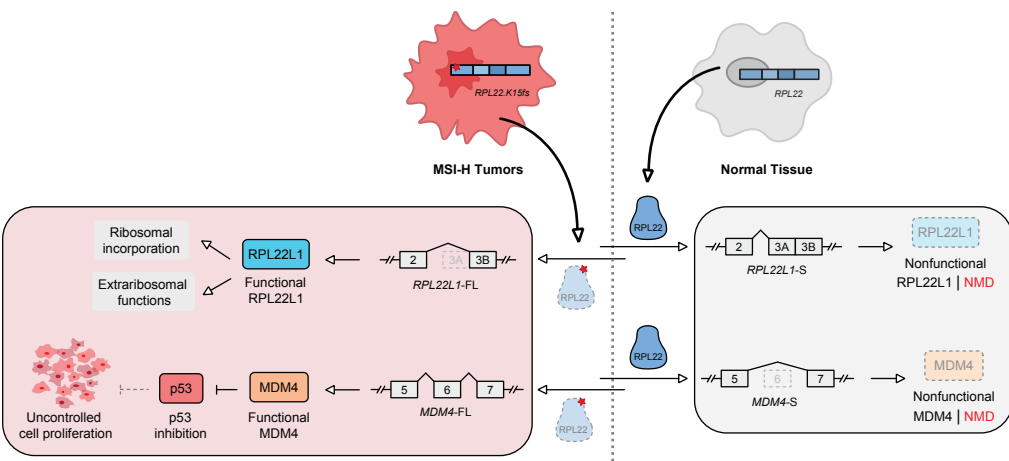 RPL22.K15fs
RPL22
MSI-H Tumors
Normal Tissue
RPL22
Ribosomal
incorporation
Extraribosomal
functions
RPL22L1
Functional
RPL22L1
2
3A
3B
RPL22L1-FL
RPL22
2
3A
3B
RPL22L1-S
RPL22L1
Nonfunctional
RPL22L1 | NMD
RPL22
Uncontrolled
cell proliferation
p53
p53
inhibition
MDM4
Functional
MDM4
5
6
7
MDM4-FL
RPL22
5
6
7
MDM4-S
MDM4
Nonfunctional
MDM4 | NMD